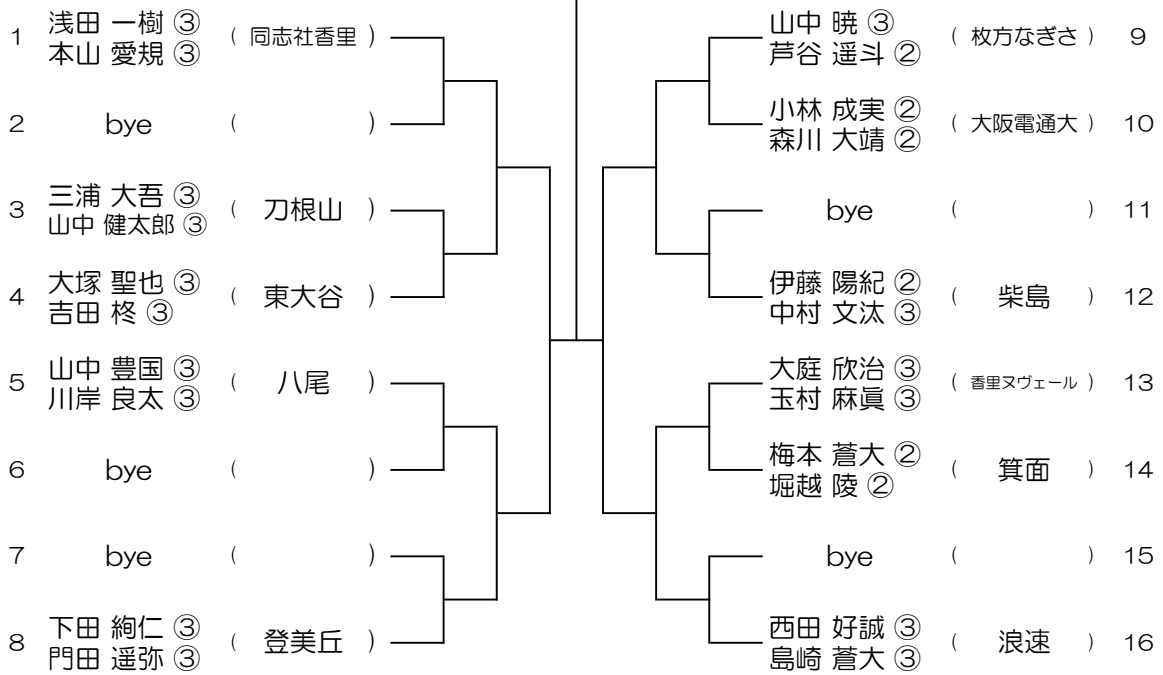 1 浅田 一樹 ③ ( 同志社香里 )
本山 愛規 ③
2 bye ( )
3 三浦 大吾 ③ ( 刀根山 )
山中 健太郎 ③
4 大塚 聖也 ③ ( 東大谷 )
吉田 柊 ③
5 山中 豊国 ③ ( 八尾 )
川岸 良太 ③
6 bye ( )
7 bye ( )
8 下田 絢仁 ③ ( 登美丘 )
門田 遥弥 ③
山中 暁 ③ ( 枚方なぎさ ) 9
芦谷 遥斗 ②
小林 成実 ② ( 大阪電通大 ) 10
森川 大靖 ②
bye ( ) 11
伊藤 陽紀 ② ( 柴島 ) 12
中村 文汰 ③
大庭 欣治 ③ ( 香里ヌヴェール ) 13
玉村 麻眞 ③
梅本 蒼大 ② ( 箕面 ) 14
堀越 陵 ②
bye ( ) 15
西田 好誠 ③ ( 浪速 ) 16
島崎 蒼大 ③